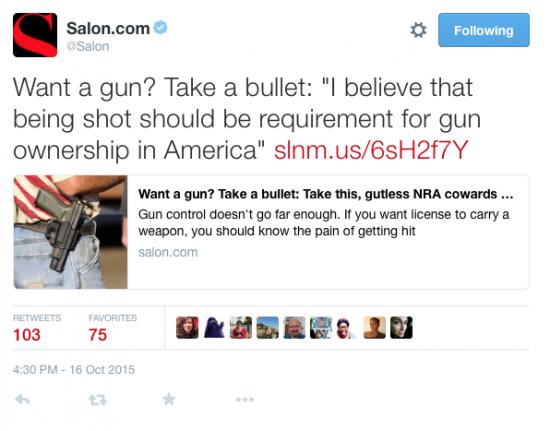 Salon.com
@Salon
Following
Want a gun? Take a bullet: "I believe that
being shot should be requirement for gun
ownership in America" slnm.us/6sH2f7Y
Want a gun? Take a bullet: Take this, gutless NRA cowards ...
Gun control doesn't go far enough. If you want license to carry a
weapon, you should know the pain of getting hit
salon.com
RETWEETS
103
FAVORITES
75
4:30 PM - 16 Oct 2015